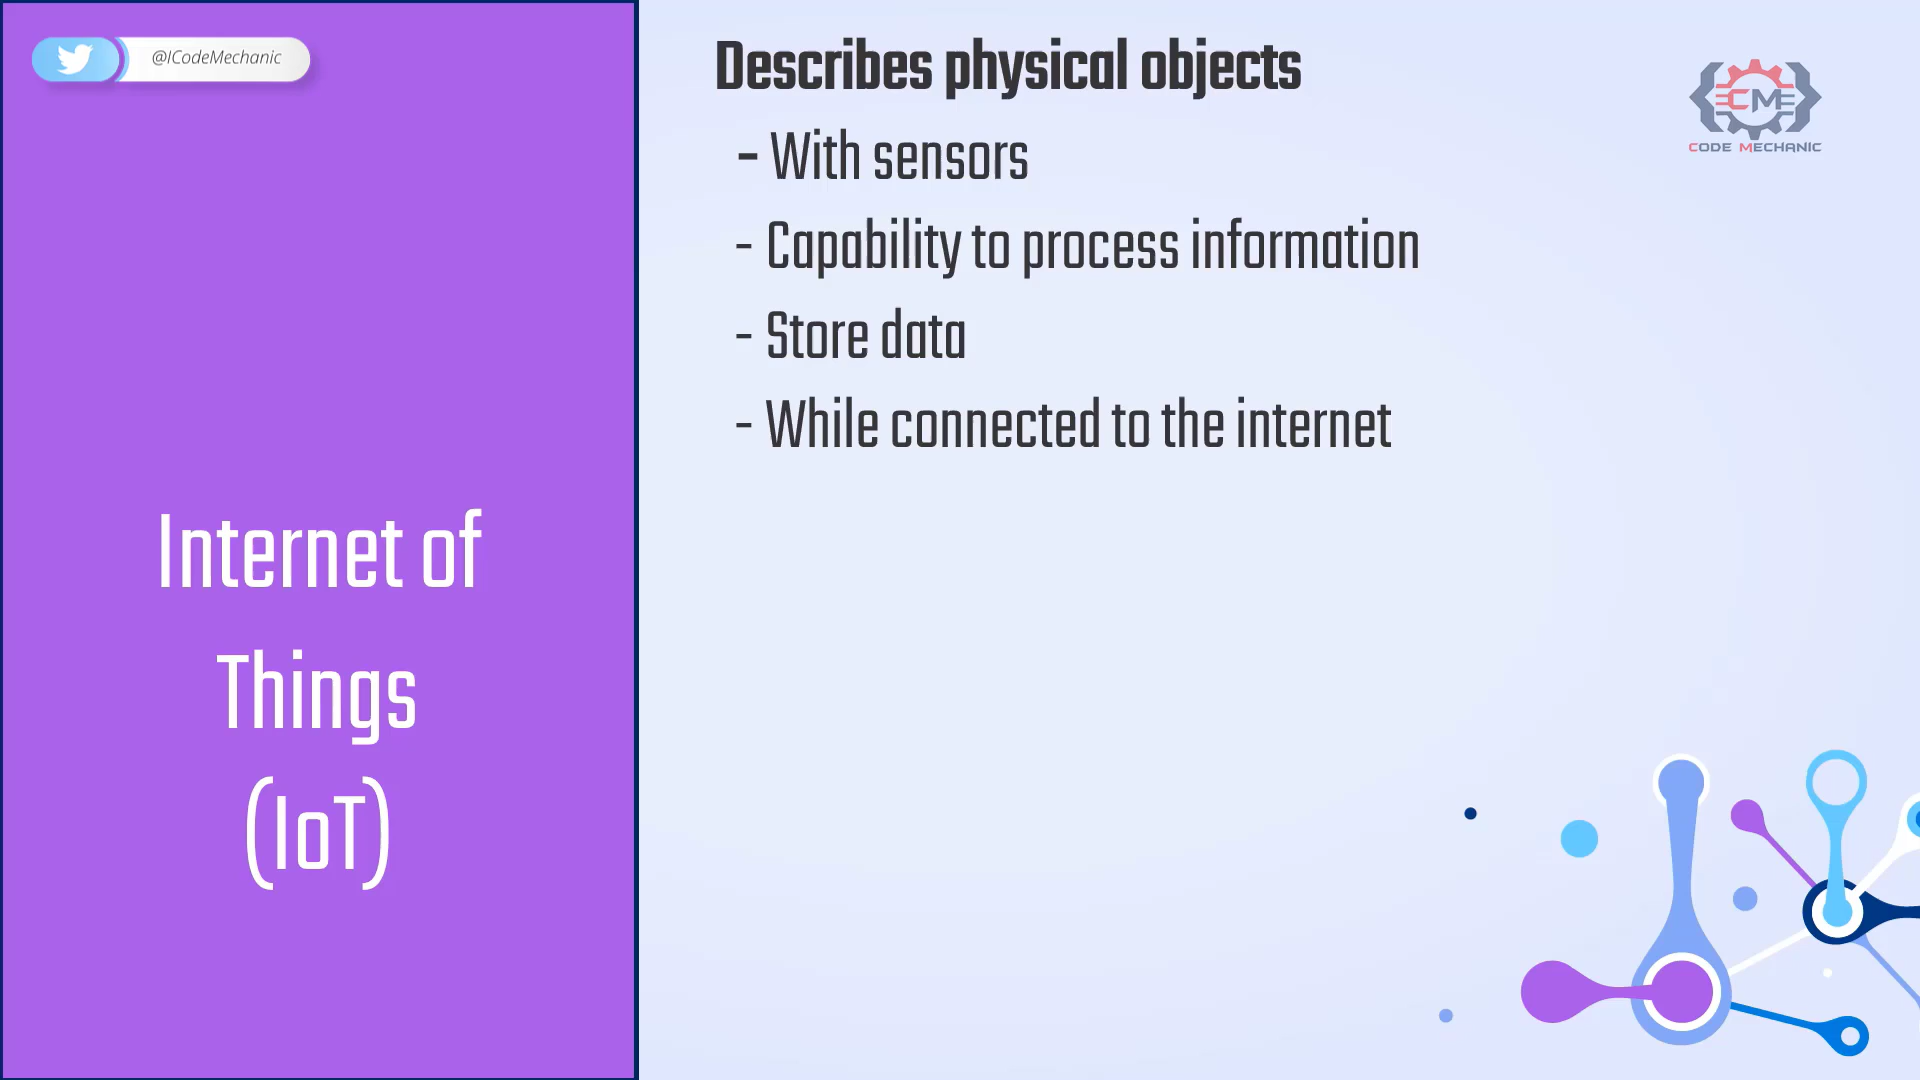 @ICodeMechanic
Internet of
Things
(IoT)
Describes physical objects
- With sensors
- Capability to process information
- Store data
- While connected to the internet
CM
CODE MECHANIC